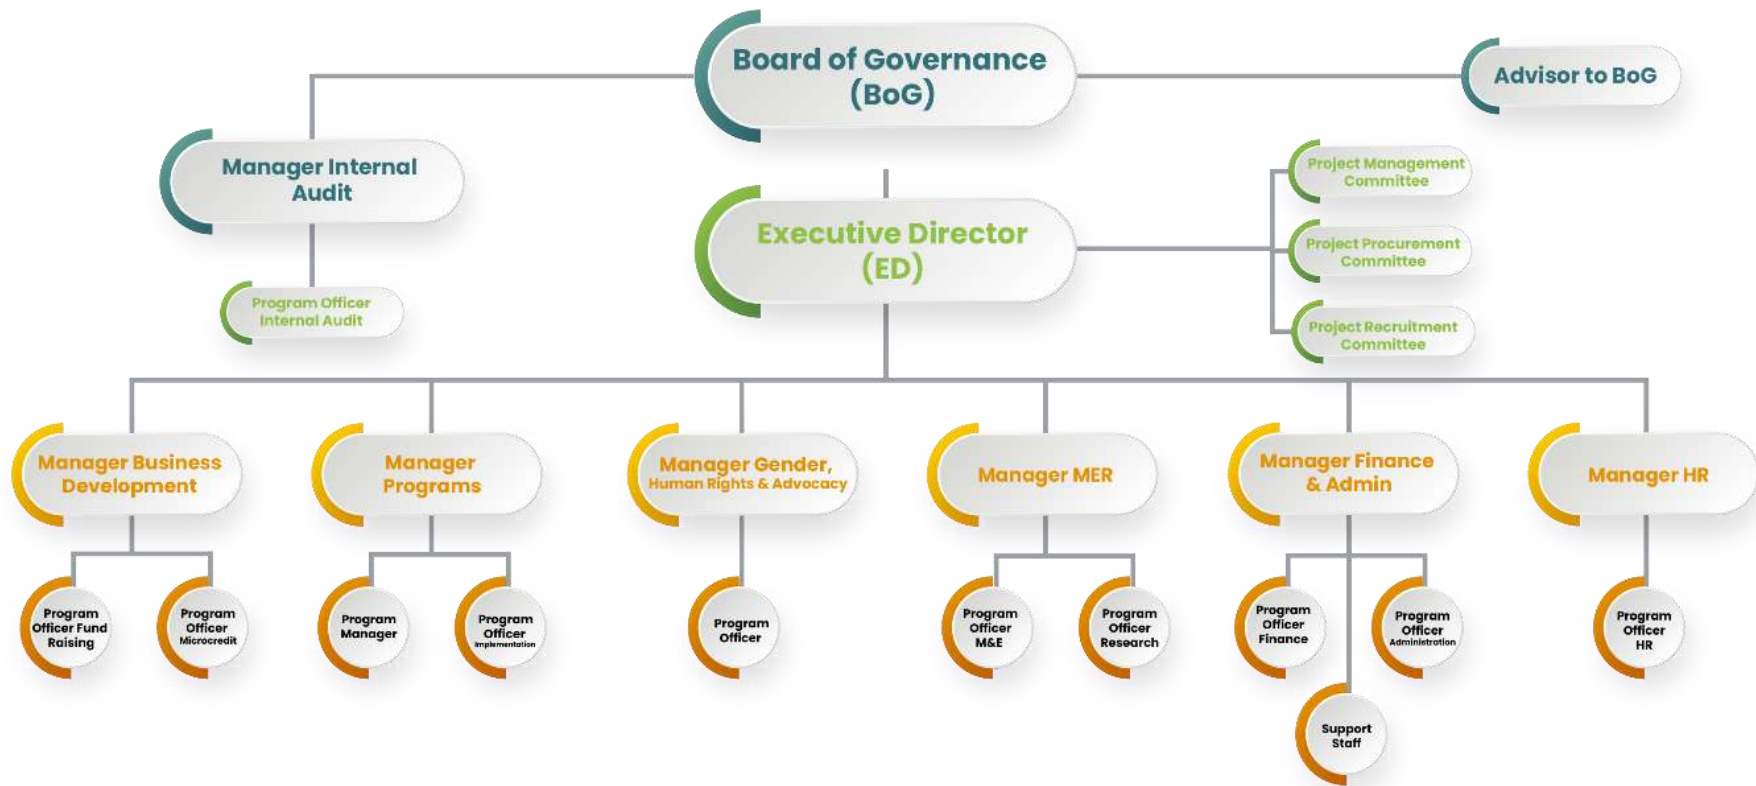 Board of Governance
(BoG)
Advisor to BoG
Manager Internal
Audit
Program Officer
Internal Audit
Executive Director
(ED)
Project Management
Committee
Project Procurement
Committee
Project Recruitment
Committee
Manager Business
Development
Manager
Programs
Manager Gender,
Human Rights & Advocacy
Manager MER
Manager Finance
& Admin
Manager HR
Program
Officer Fund
Raising
Program
Officer
Microcredit
Program
Manager
Program
Officer
Implementation
Program
Officer
Program
Officer
M&E
Program
Officer
Research
Program
Officer
Finance
Program
Officer
Administration
Program
Officer
HR
Support
Staff